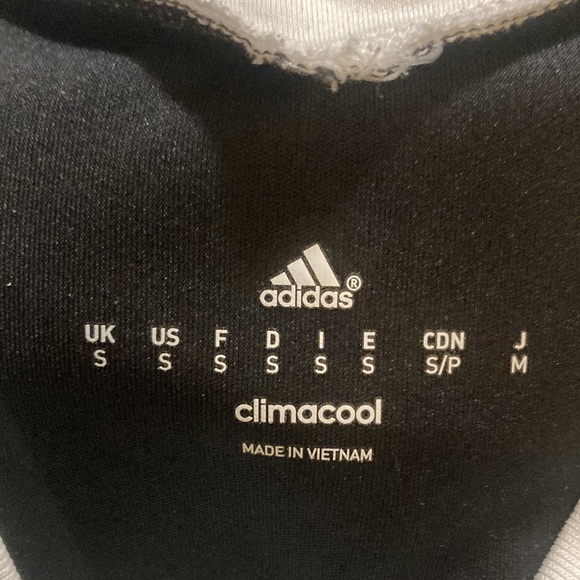 adidas®
UK US F D I E CDN J
S S S S S S S/P M
climacool
MADE IN VIETNAM